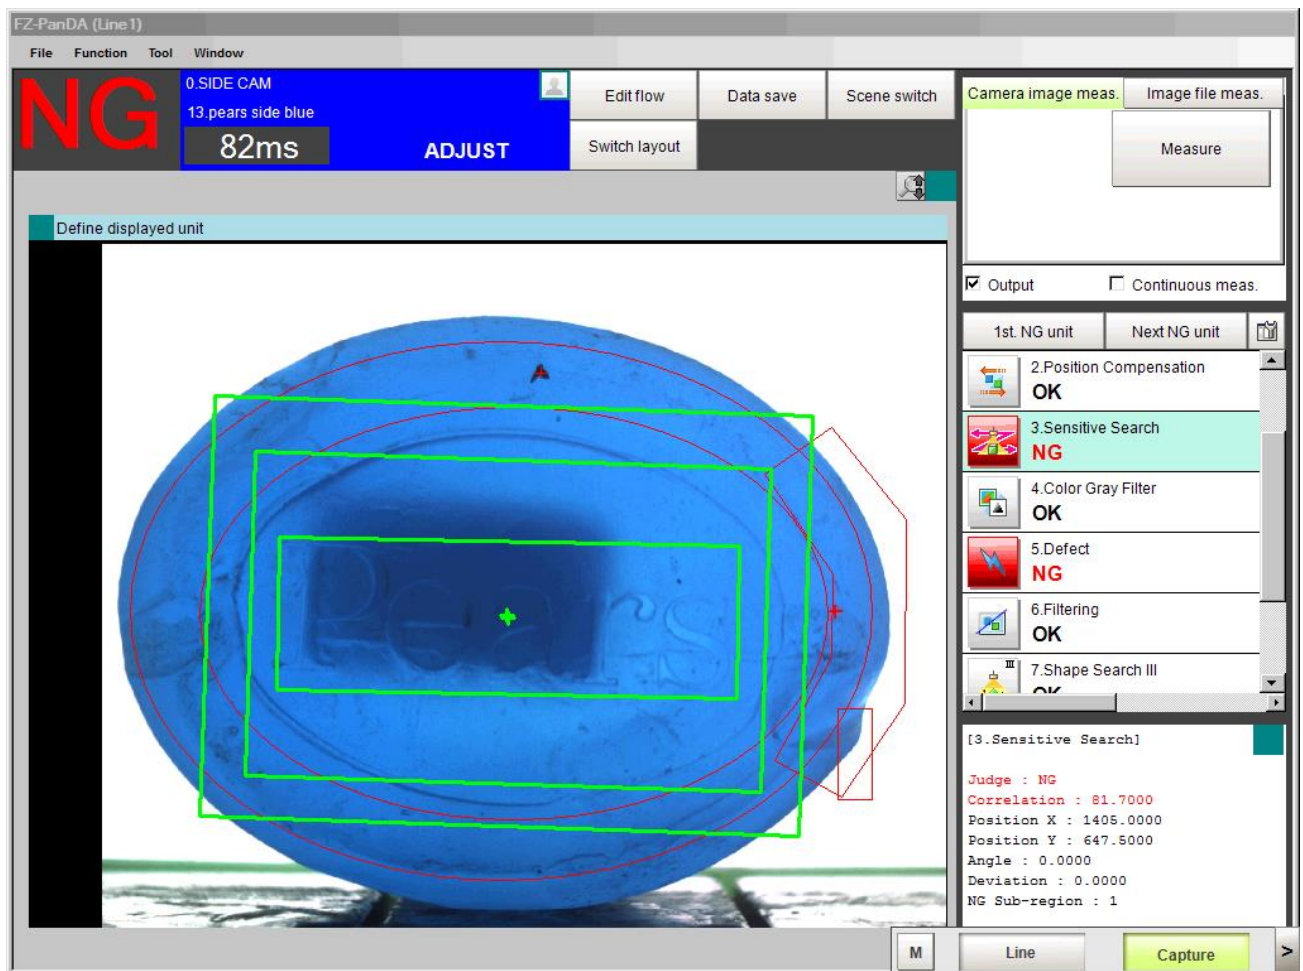 FZ-PanDA (Line1)
File Function Tool Window
NG
0.SIDE CAM
13.pears side blue
82ms
ADJUST
Edit flow
Data save
Scene switch
Switch layout
Camera image meas.
Image file meas.
Measure
Output
Continuous meas.
Define displayed unit
1st. NG unit
Next NG unit
2.Position Compensation
OK
3.Sensitive Search
NG
4.Color Gray Filter
OK
5.Defect
NG
6.Filtering
OK
III
7.Shape Search III
OK
Pears
[3.Sensitive Search]
Judge : NG
Correlation : 81.7000
Position X : 1405.0000
Position Y : 647.5000
Angle : 0.0000
Deviation : 0.0000
NG Sub-region : 1
M
Line
Capture
>